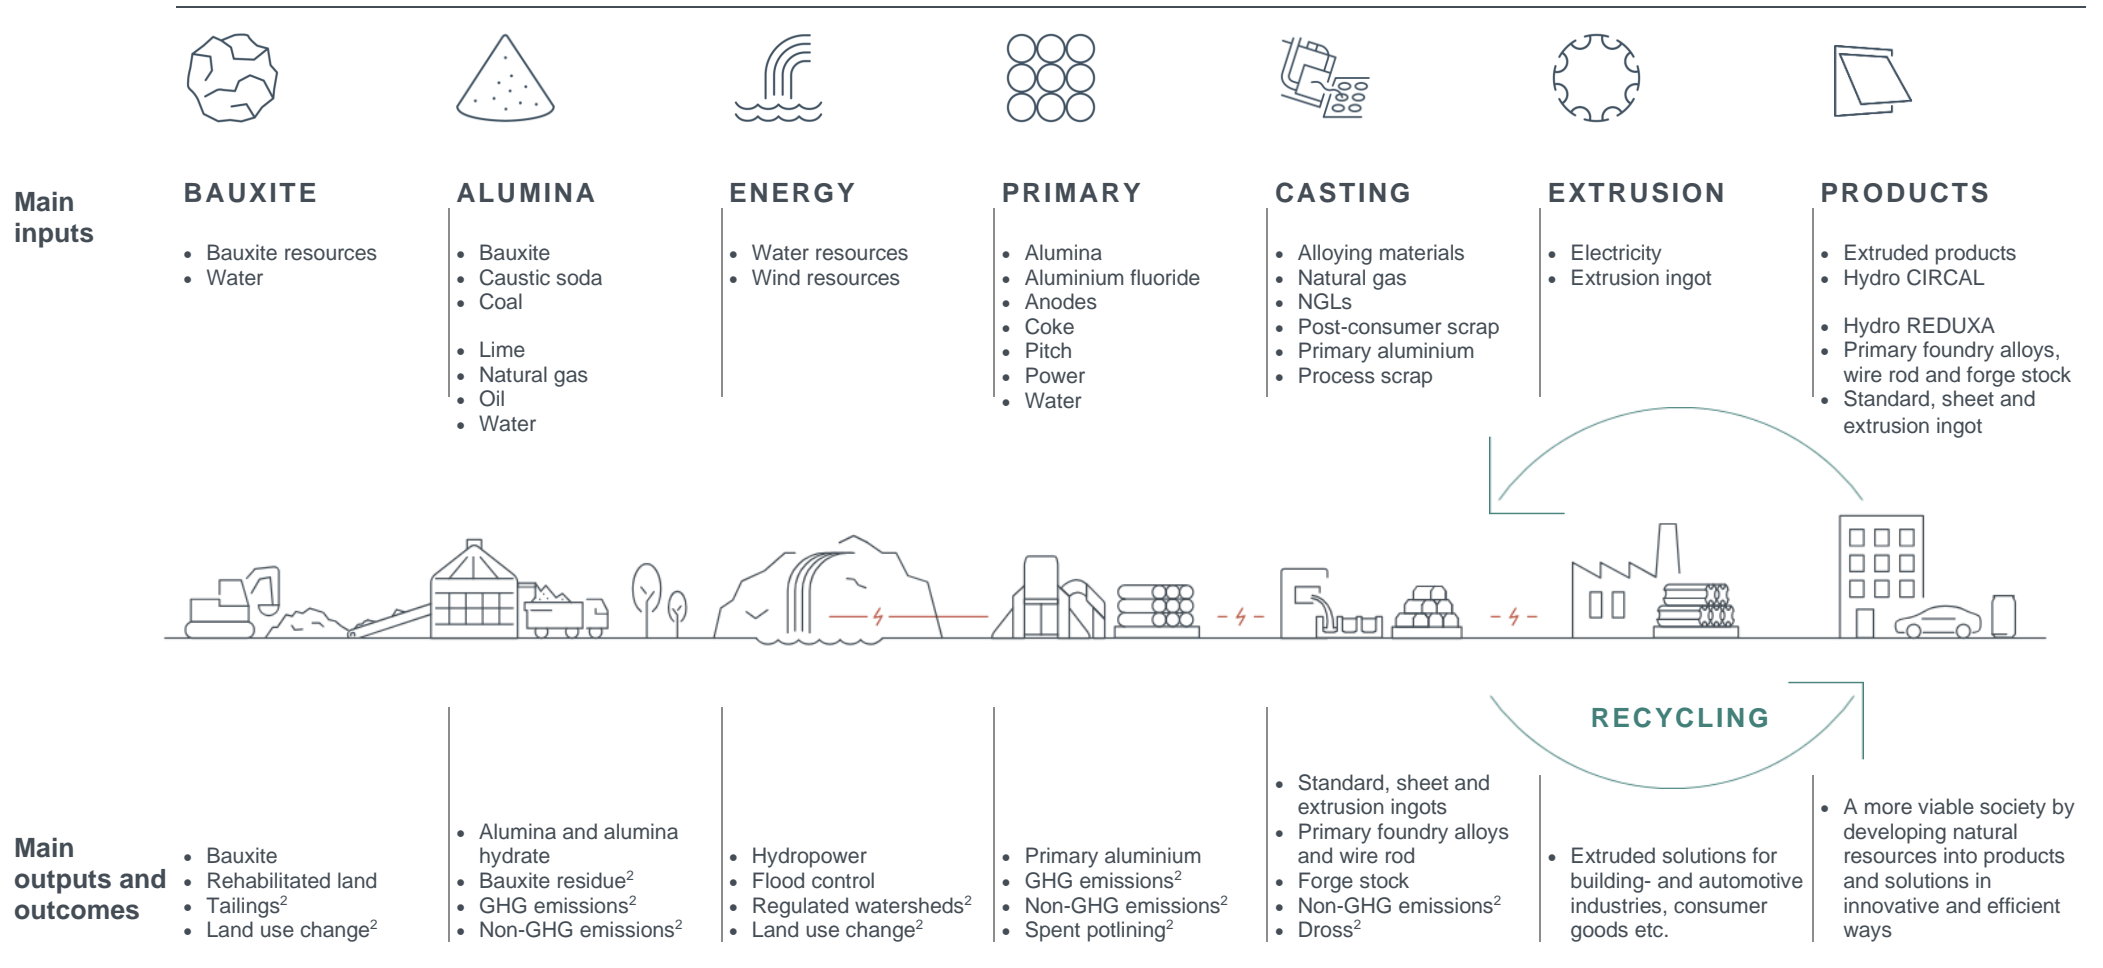 Main
inputs
BAUXITE
• Bauxite resources
• Water
ALUMINA
• Bauxite
• Caustic soda
• Coal
• Lime
• Natural gas
• Oil
• Water
ENERGY
• Water resources
• Wind resources
PRIMARY
• Alumina
• Aluminium fluoride
• Anodes
• Coke
• Pitch
• Power
• Water
CASTING
• Alloying materials
• Natural gas
• NGLs
• Post-consumer scrap
• Primary aluminium
• Process scrap
EXTRUSION
• Electricity
• Extrusion ingot
PRODUCTS
• Extruded products
• Hydro CIRCAL
• Hydro REDUXA
• Primary foundry alloys,
wire rod and forge stock
• Standard, sheet and
extrusion ingot
RECYCLING
Main
outputs and
outcomes
• Bauxite
• Rehabilitated land
• Tailings²
• Land use change²
• Alumina and alumina
hydrate
• Bauxite residue²
• GHG emissions²
• Non-GHG emissions²
• Hydropower
• Flood control
• Regulated watersheds²
• Land use change²
• Primary aluminium
• GHG emissions²
• Non-GHG emissions²
• Spent potlining²
• Standard, sheet and
extrusion ingots
• Primary foundry alloys
and wire rod
• Forge stock
• Non-GHG emissions²
• Dross²
• Extruded solutions for
building- and automotive
industries, consumer
goods etc.
• A more viable society by
developing natural
resources into products
and solutions in
innovative and efficient
ways